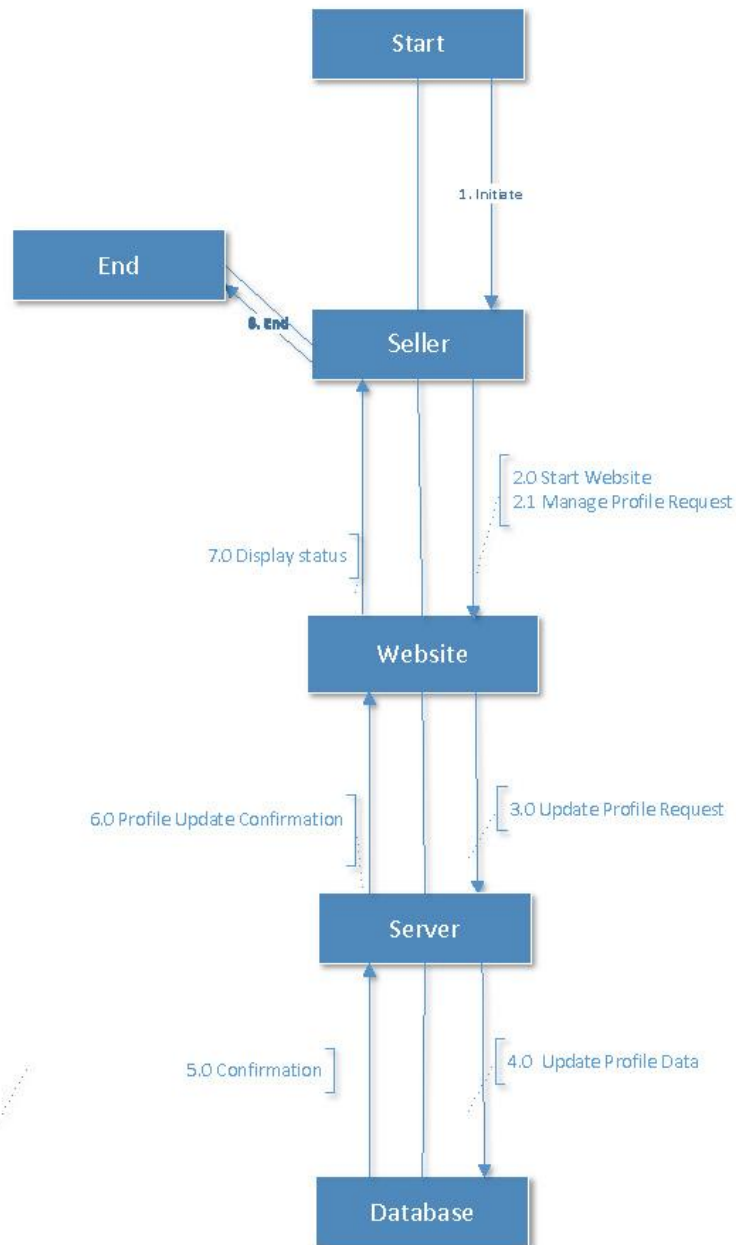 Start
1. Initiate
End
8. End
Seller
2.0 Start Website
2.1 Manage Profile Request
7.0 Display status
Website
6.0 Profile Update Confirmation
3.0 Update Profile Request
Server
5.0 Confirmation
4.0 Update Profile Data
Database